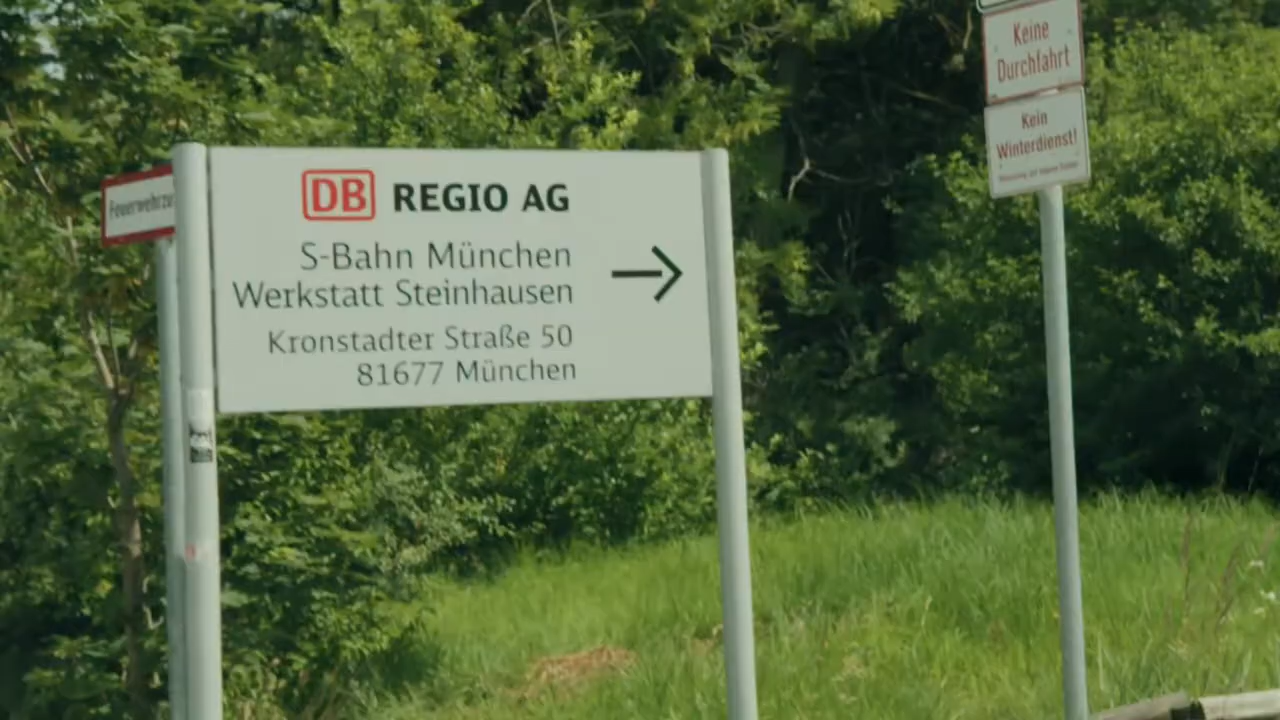 DB REGIO AG
S-Bahn München
Werkstatt Steinhausen
Kronstadter Straße 50
81677 München
Keine
Durchfahrt
Kein
Winterdienst!